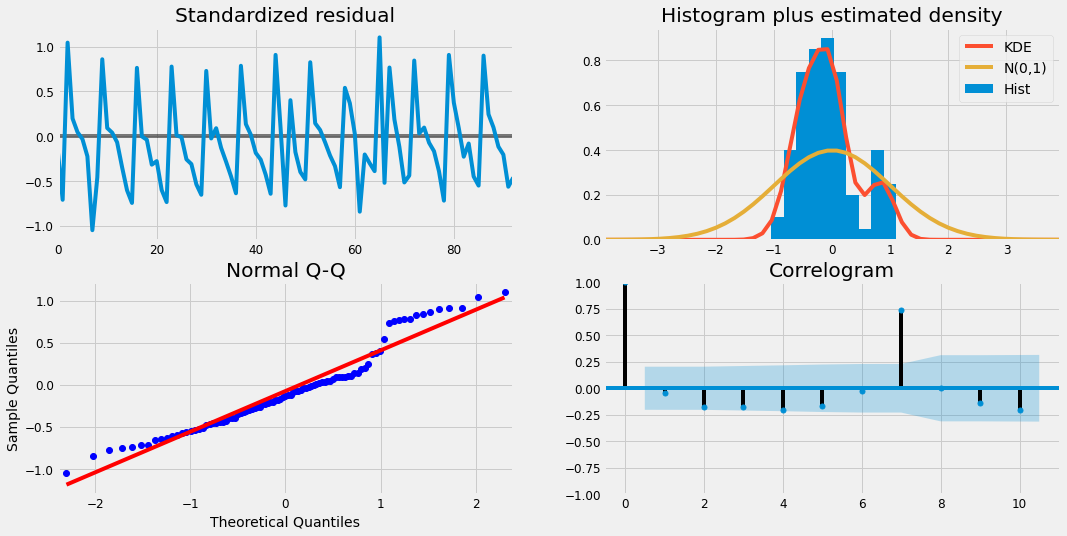 Standardized residual
1.0
0.5
0.0
−0.5
−1.0
0 20 40 60 80
Histogram plus estimated density
0.8
0.6
0.4
0.2
0.0
−3 −2 −1 0 1 2 3
KDE
N(0,1)
Hist
Normal Q-Q
Sample Quantiles
1.0
0.5
0.0
−0.5
−1.0
−2 −1 0 1 2
Theoretical Quantiles
Correlogram
1.00
0.75
0.50
0.25
0.00
−0.25
−0.50
−0.75
−1.00
0 2 4 6 8 10